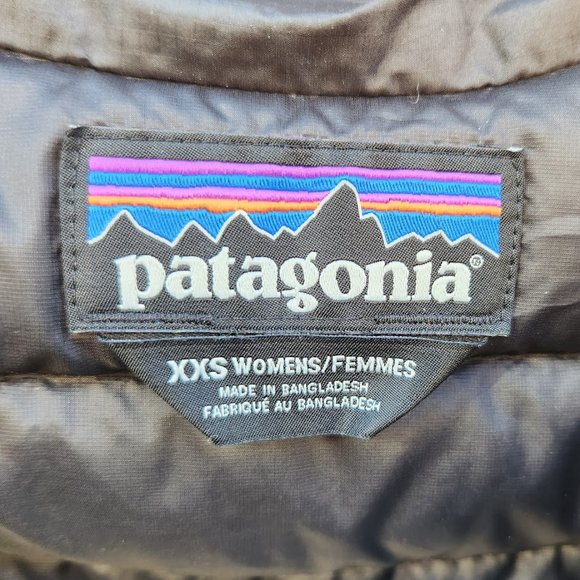 patagonia®
XXS WOMENS/FEMMES
MADE IN BANGLADESH
FABRIQUÉ AU BANGLADESH